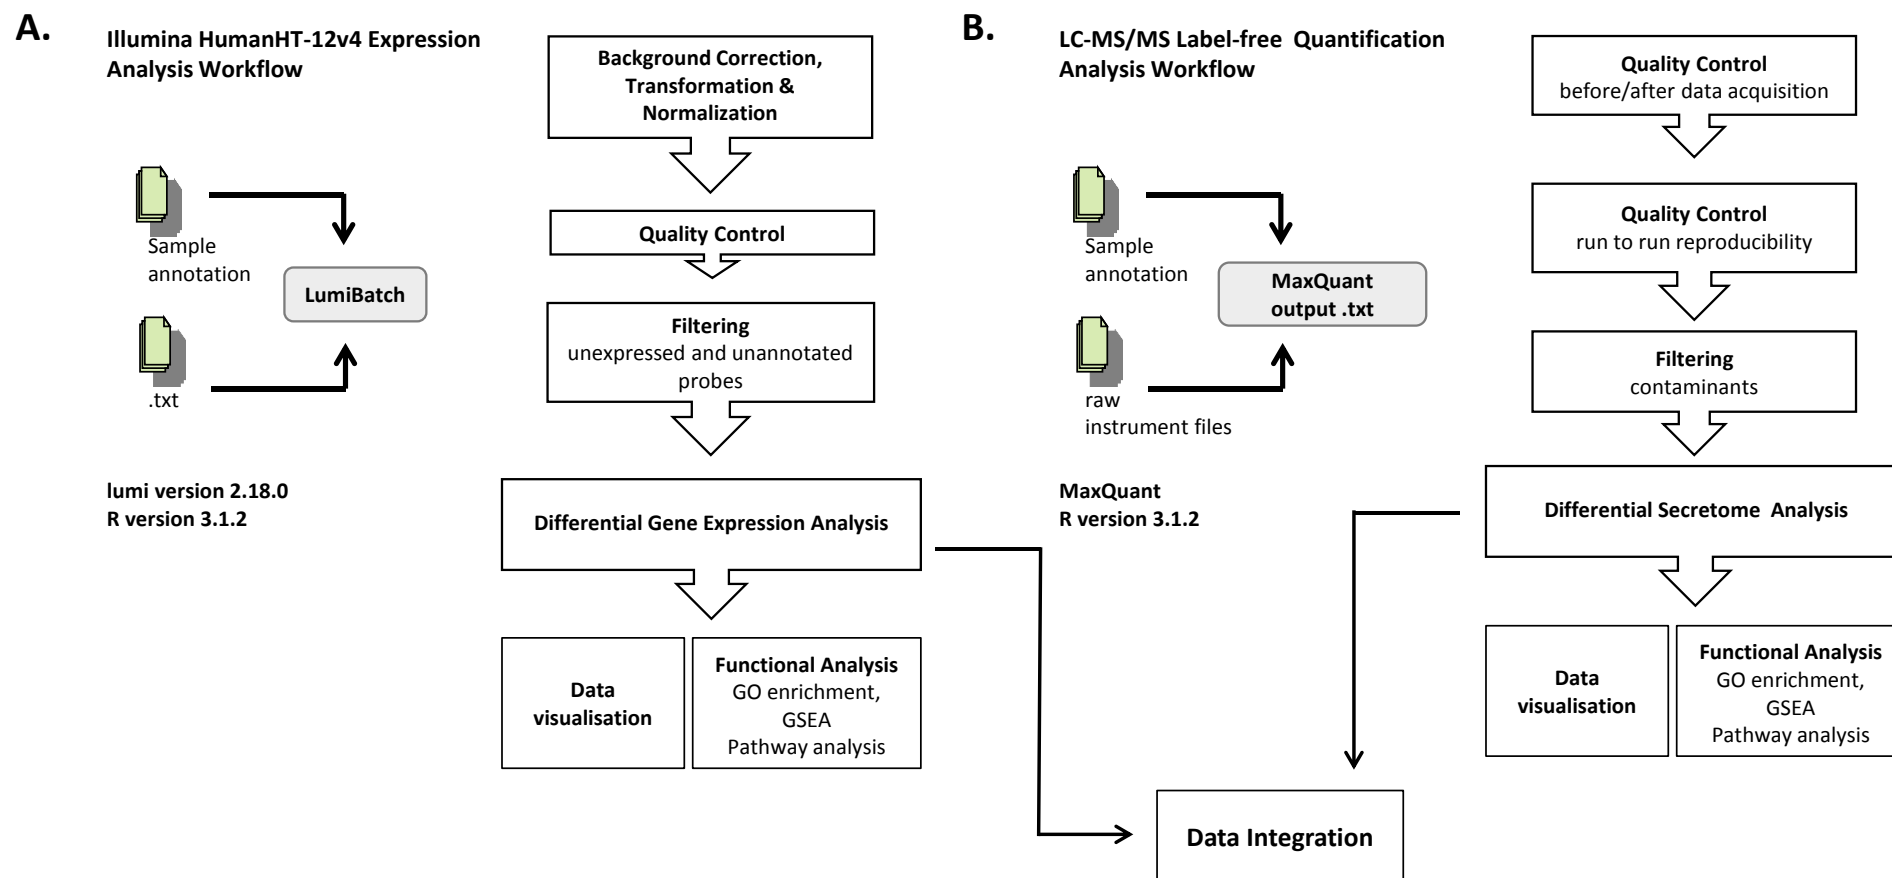 A.
Illumina HumanHT-12v4 Expression
Analysis Workflow
Sample
annotation
LumiBatch
.txt
lumi version 2.18.0
R version 3.1.2
Background Correction,
Transformation &
Normalization
Quality Control
Filtering
unexpressed and unannotated
probes
Differential Gene Expression Analysis
Data
visualisation
Functional Analysis
GO enrichment,
GSEA
Pathway analysis
B.
LC-MS/MS Label-free Quantification
Analysis Workflow
Sample
annotation
MaxQuant
output .txt
raw
instrument files
MaxQuant
R version 3.1.2
Quality Control
before/after data acquisition
Quality Control
run to run reproducibility
Filtering
contaminants
Differential Secretome Analysis
Data
visualisation
Functional Analysis
GO enrichment,
GSEA
Pathway analysis
Data Integration